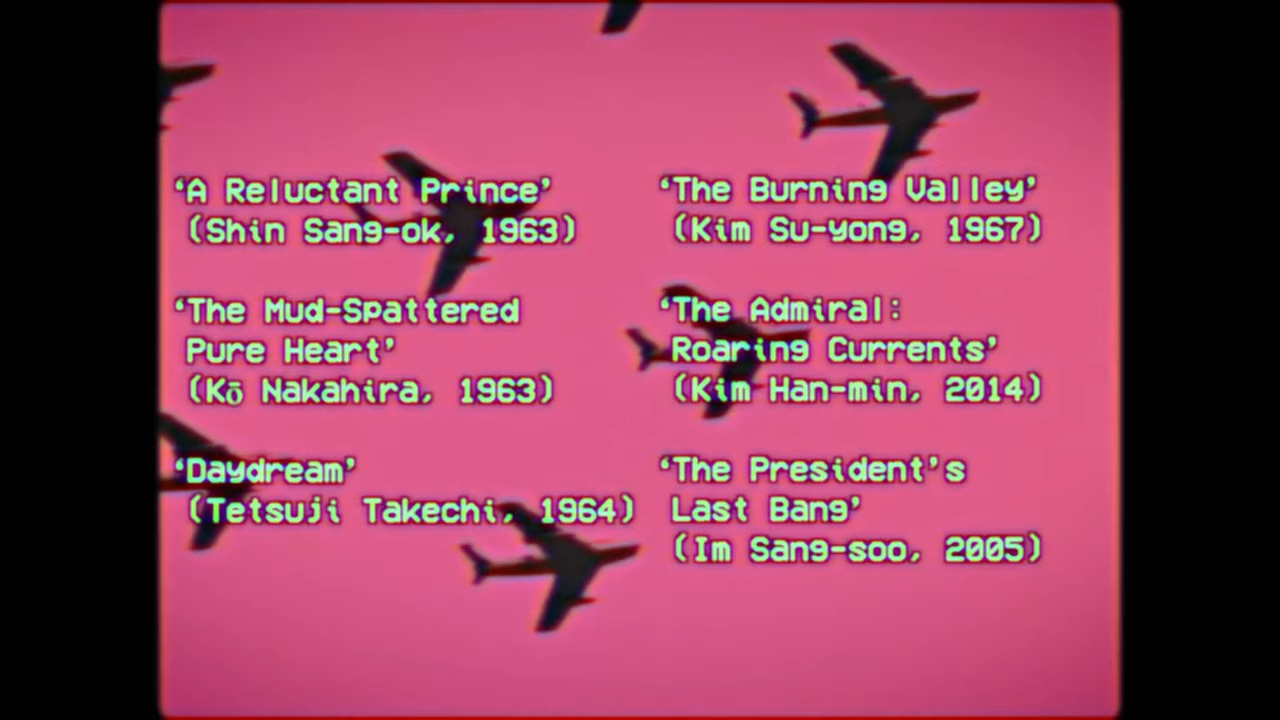 ‘A Reluctant Prince’
(Shin Sang-ok, 1963)
‘The Mud-Spattered
Pure Heart’
(Kō Nakahira, 1963)
‘Daydream’
(Tetsuji Takechi, 1964)
‘The Burning Valley’
(Kim Su-yong, 1967)
‘The Admiral:
Roaring Currents’
(Kim Han-min, 2014)
‘The President’s
Last Bang’
(Im Sang-soo, 2005)